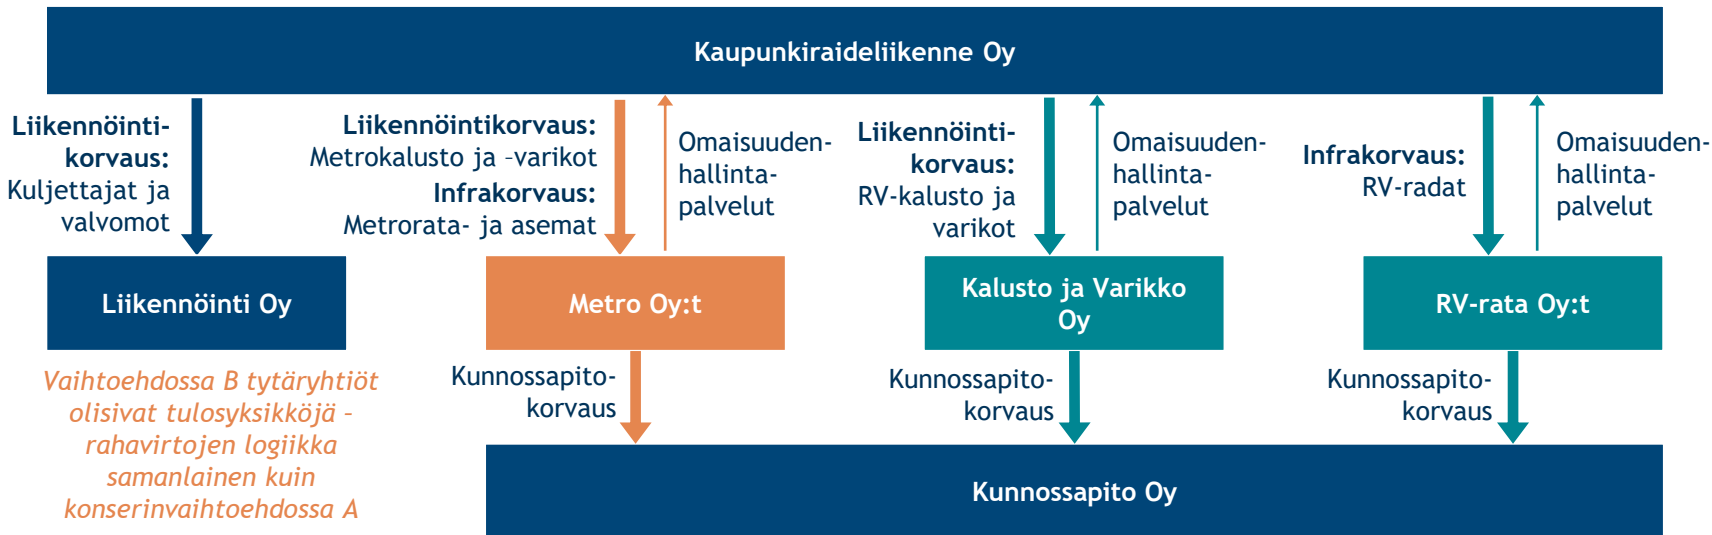 Kaupunkiraideliikenne Oy
Liikennöinti-
korvaus:
Kuljettajat ja
valvomot
Liikennöintikorvaus:
Metrokalusto ja –varikot
Infrakorvaus:
Metrorata- ja asemat
Omaisuuden-
hallinta-
palvelut
Liikennöinti-
korvaus:
RV-kalusto ja
varikot
Omaisuuden-
hallinta-
palvelut
Infrakorvaus:
RV-radat
Omaisuuden-
hallinta-
palvelut
Liikennöinti Oy
Metro Oy:t
Kalusto ja Varikko
Oy
RV-rata Oy:t
Vaihtoehdossa B tytäryhtiöt
olisivat tulosyksikköjä –
rahavirtojen logiikka
samanlainen kuin
konserinvaihtoehdossa A
Kunnossapito-
korvaus
Kunnossapito-
korvaus
Kunnossapito-
korvaus
Kunnossapito Oy